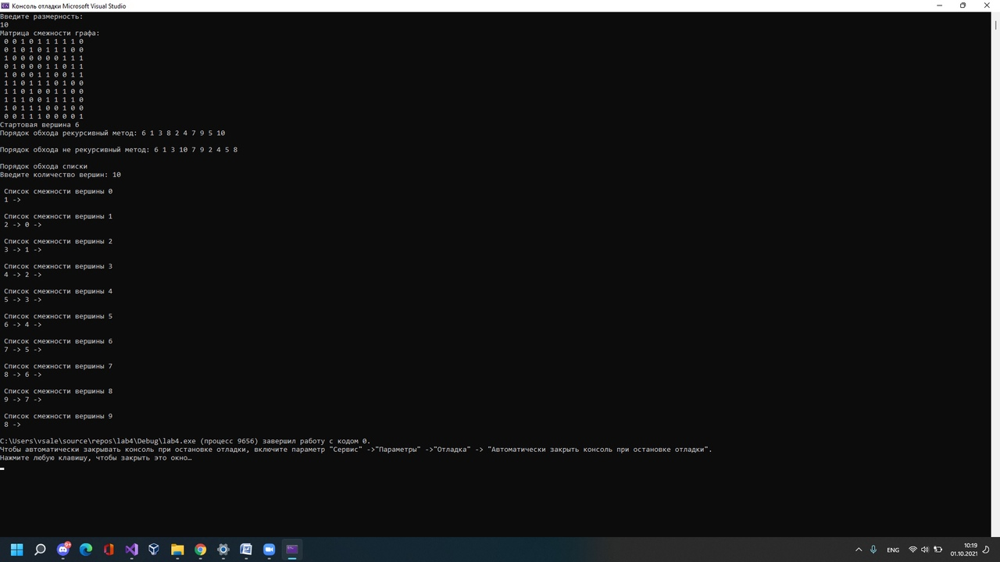 Консоль отладки Microsoft Visual Studio
Введите размерность:
10
Матрица смежности графа:
0 0 1 0 1 1 1 1 1 0
0 1 0 1 0 1 1 1 0 0
1 0 0 0 0 0 0 1 1 1
0 1 0 0 0 1 1 0 1 1
1 0 0 0 1 1 0 0 1 1
1 1 0 1 1 1 0 1 0 0
1 1 0 1 0 0 1 1 0 0
1 1 1 0 0 1 1 1 1 0
1 0 1 1 1 0 0 1 0 0
0 0 1 1 1 0 0 0 0 1
Стартовая вершина 6
Порядок обхода рекурсивный метод: 6 1 3 8 2 4 7 9 5 10
Порядок обхода не рекурсивный метод: 6 1 3 10 7 9 2 4 5 8
Порядок обхода списки
Введите количество вершин: 10
Список смежности вершины 0
1 ->
Список смежности вершины 1
2 -> 0 ->
Список смежности вершины 2
3 -> 1 ->
Список смежности вершины 3
4 -> 2 ->
Список смежности вершины 4
5 -> 3 ->
Список смежности вершины 5
6 -> 4 ->
Список смежности вершины 6
7 -> 5 ->
Список смежности вершины 7
8 -> 6 ->
Список смежности вершины 8
9 -> 7 ->
Список смежности вершины 9
8 ->
C:\Users\vsale\source\repos\lab4\Debug\lab4.exe (процесс 9656) завершил работу с кодом 0.
Чтобы автоматически закрывать консоль при остановке отладки, включите параметр "Сервис" ->"Параметры" ->"Отладка" -> "Автоматически закрыть консоль при остановке отладки".
Нажмите любую клавишу, чтобы закрыть это окно…
ENG
10:19
01.10.2021